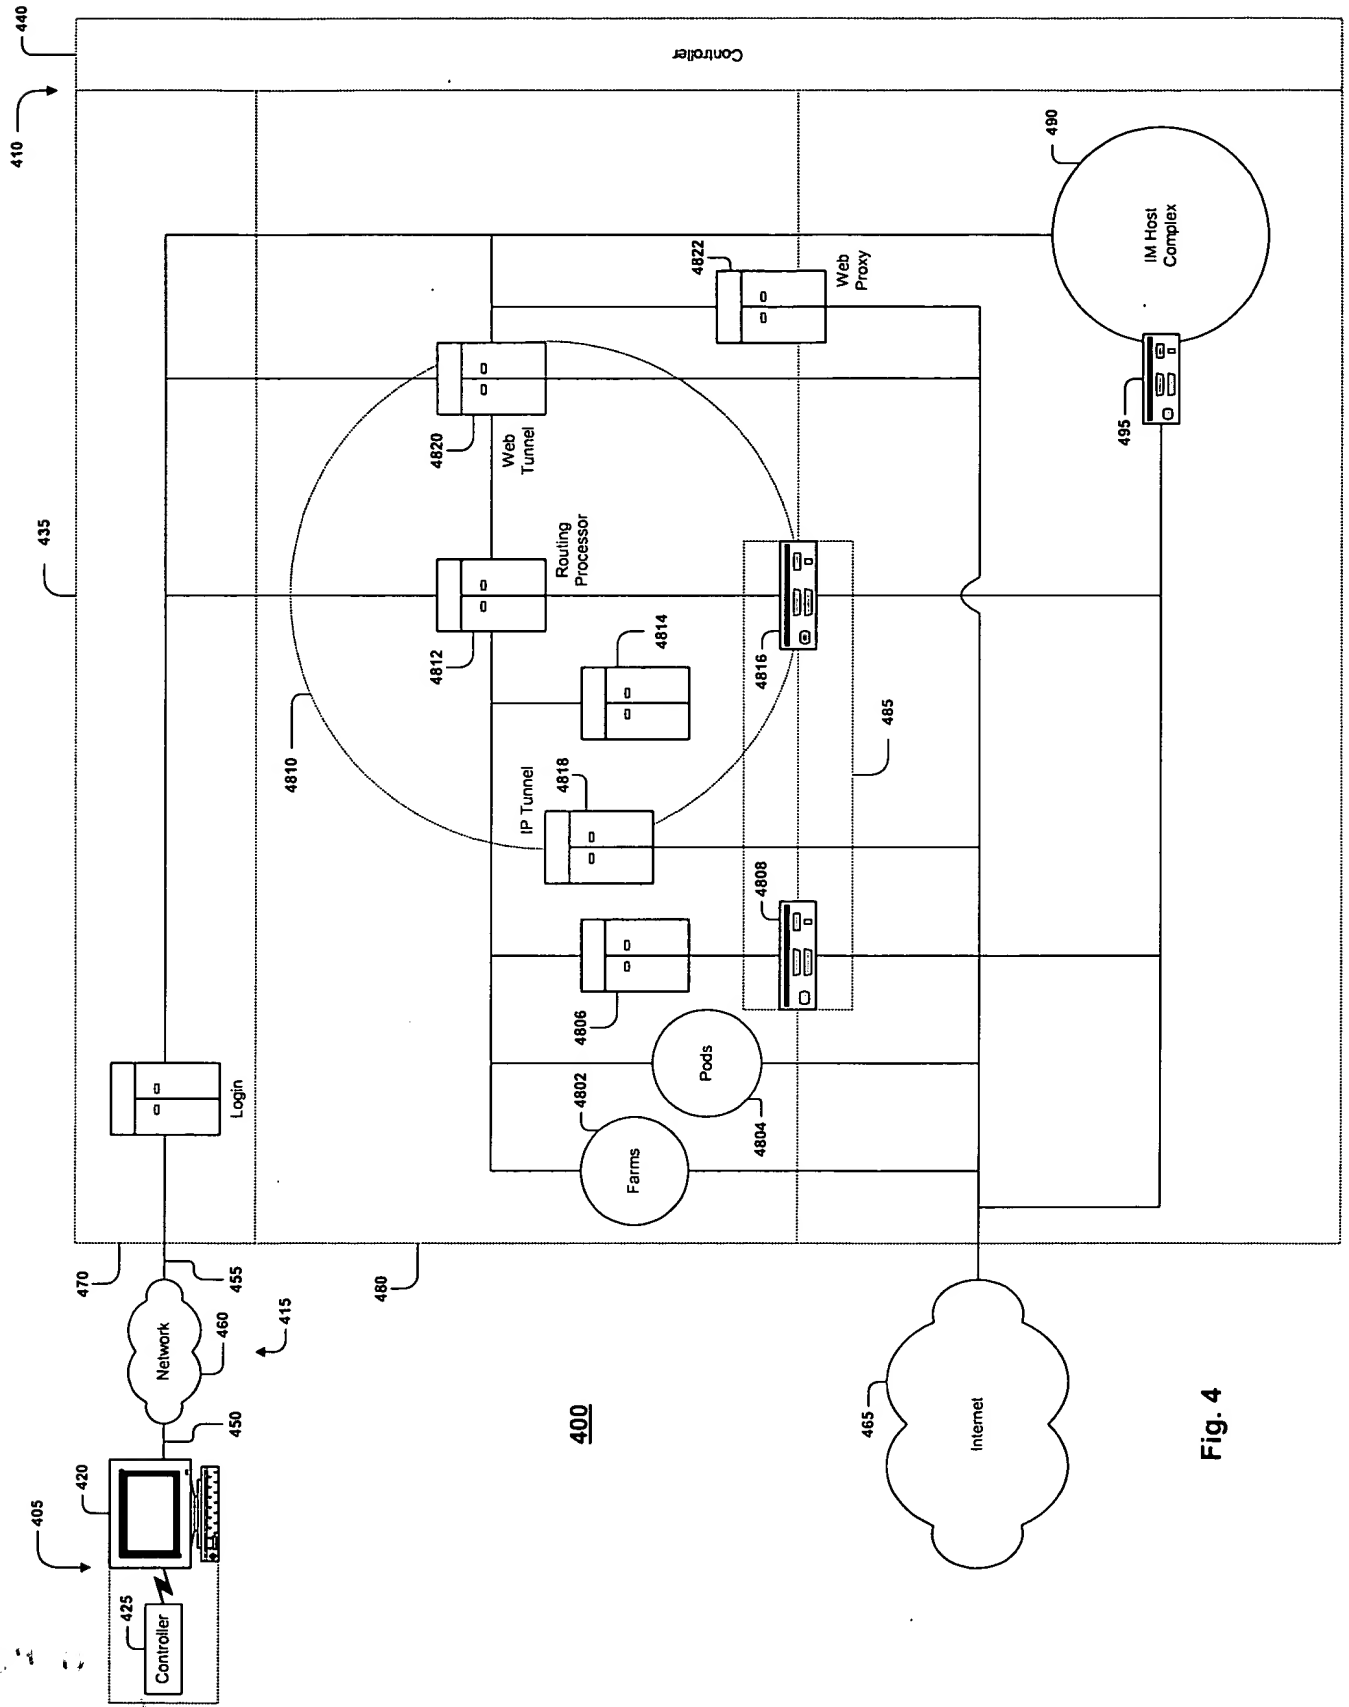 405
420
425
Controller
450
Network
460
415
455
470
Login
435
410
440
Controller
480
4810
4812
Routing
Processor
4820
Web
Tunnel
4822
Web
Proxy
490
IM Host
Complex
495
4814
4816
485
IP Tunnel
4818
4808
4806
Pods
4804
4802
Farms
400
465
Internet
Fig. 4